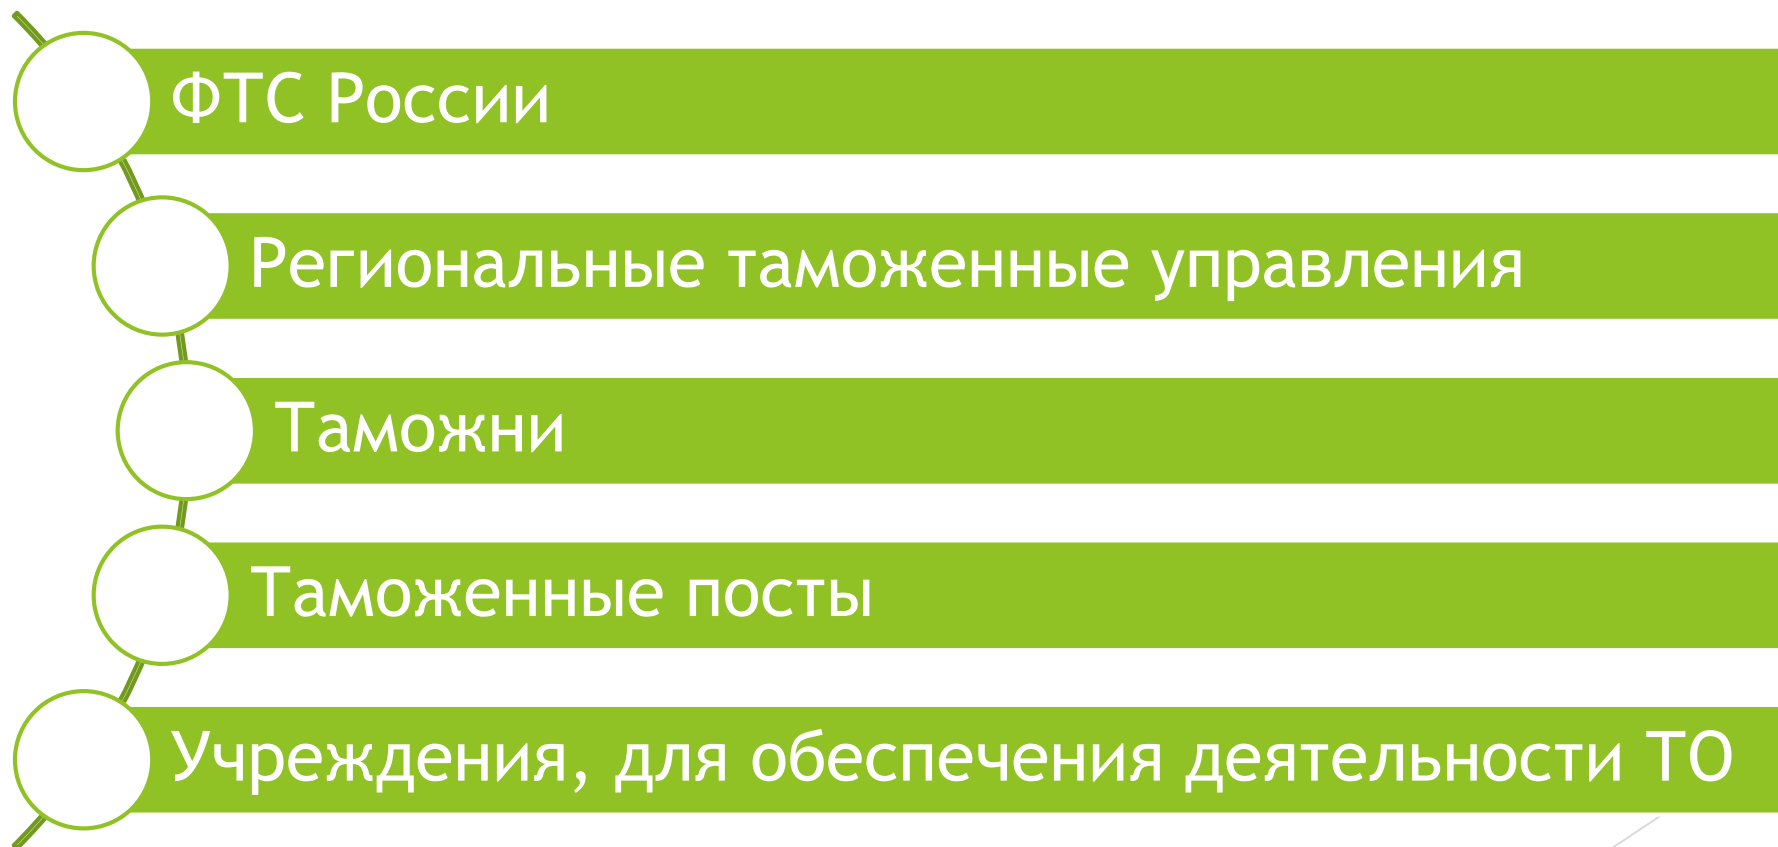 ФТС России
Региональные таможенные управления
Таможни
Таможенные посты
Учреждения, для обеспечения деятельности ТО